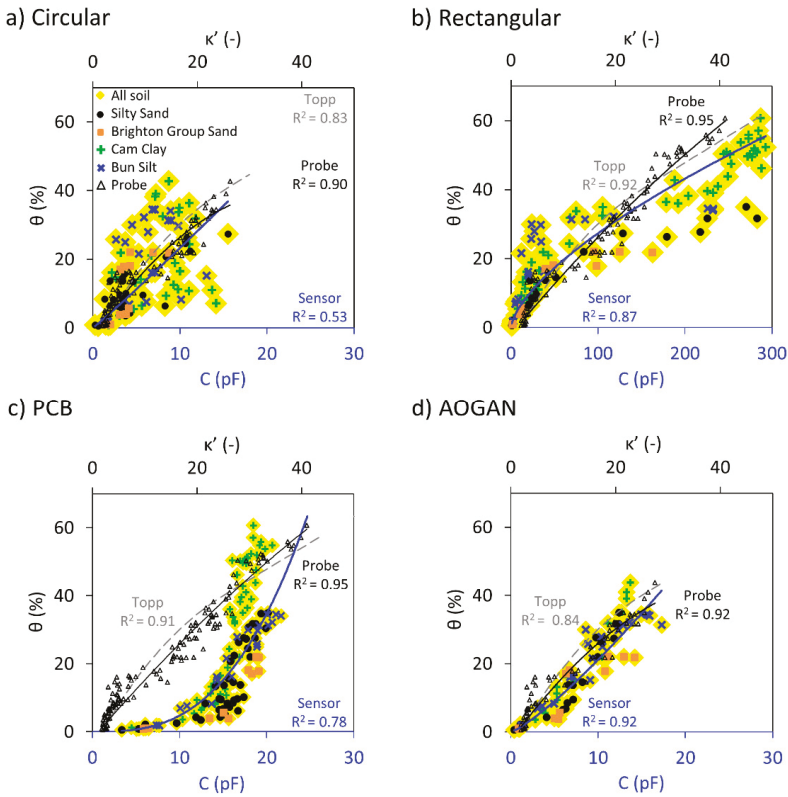 a) Circular
κ' (-)
0 20 40
All soil
Silty Sand
Brighton Group Sand
Cam Clay
Bun Silt
Probe
Topp
R² = 0.83
Probe
R² = 0.90
Sensor
R² = 0.53
θ (%)
60
40
20
0
0 10 20 30
C (pF)
b) Rectangular
κ' (-)
0 20 40
Probe
R² = 0.95
Topp
R² = 0.92
Sensor
R² = 0.87
θ (%)
60
40
20
0
0 100 200 300
C (pF)
c) PCB
κ' (-)
0 20 40
Topp
R² = 0.91
Probe
R² = 0.95
Sensor
R² = 0.78
θ (%)
60
40
20
0
0 10 20 30
C (pF)
d) AOGAN
κ' (-)
0 20 40
Topp
R² = 0.84
Probe
R² = 0.92
Sensor
R² = 0.92
θ (%)
60
40
20
0
0 10 20 30
C (pF)